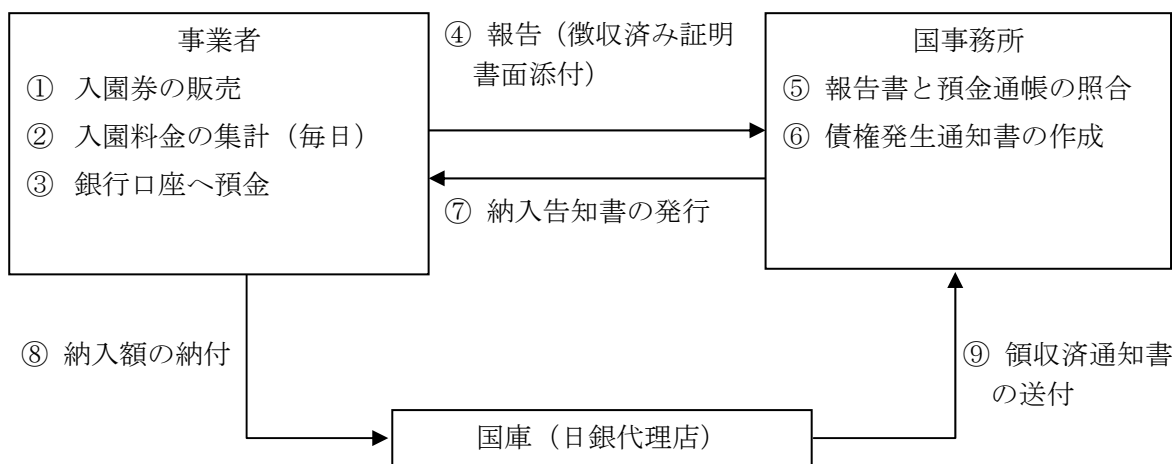 事業者
① 入園券の販売
② 入園料金の集計（毎日）
③ 銀行口座へ預金
④ 報告（徴収済み証明
書面添付）
国事務所
⑤ 報告書と預金通帳の照合
⑥ 債権発生通知書の作成
⑦ 納入告知書の発行
⑧ 納入額の納付
⑨ 領収済通知書
の送付
国庫（日銀代理店）